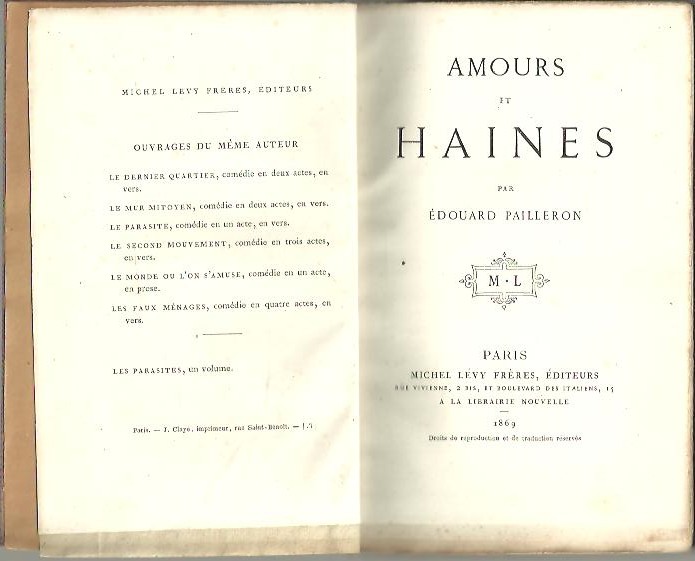 MICHEL LEVY FRERES, EDITEURS
OUVRAGES DU MÊME AUTEUR
LE DERNIER QUARTIER, comédie en deux actes, en
vers.
LE MUR MITOYEN, comédie en deux actes, en vers.
LE PARASITE, comédie en un acte, en vers.
LE SECOND MOUVEMENT, comédie en trois actes,
en vers.
LE MONDE OU L'ON S'AMUSE, comédie en un acte,
en prose.
LES FAUX MÉNAGES, comédie en quatre actes, en
vers.
LES PARASITES, un volume.
Paris. — J. Claye, imprimeur, rue Saint-Benoît. —
AMOURS
ET
HAINES
PAR
ÉDOUARD PAILLERON
M · L
PARIS
MICHEL LEVY FRÈRES, ÉDITEURS
RUE VIVIENNE, 2 BIS, ET BOULEVARD DES ITALIENS, 15
A LA LIBRAIRIE NOUVELLE
1869
Droits de reproduction et de traduction réservés